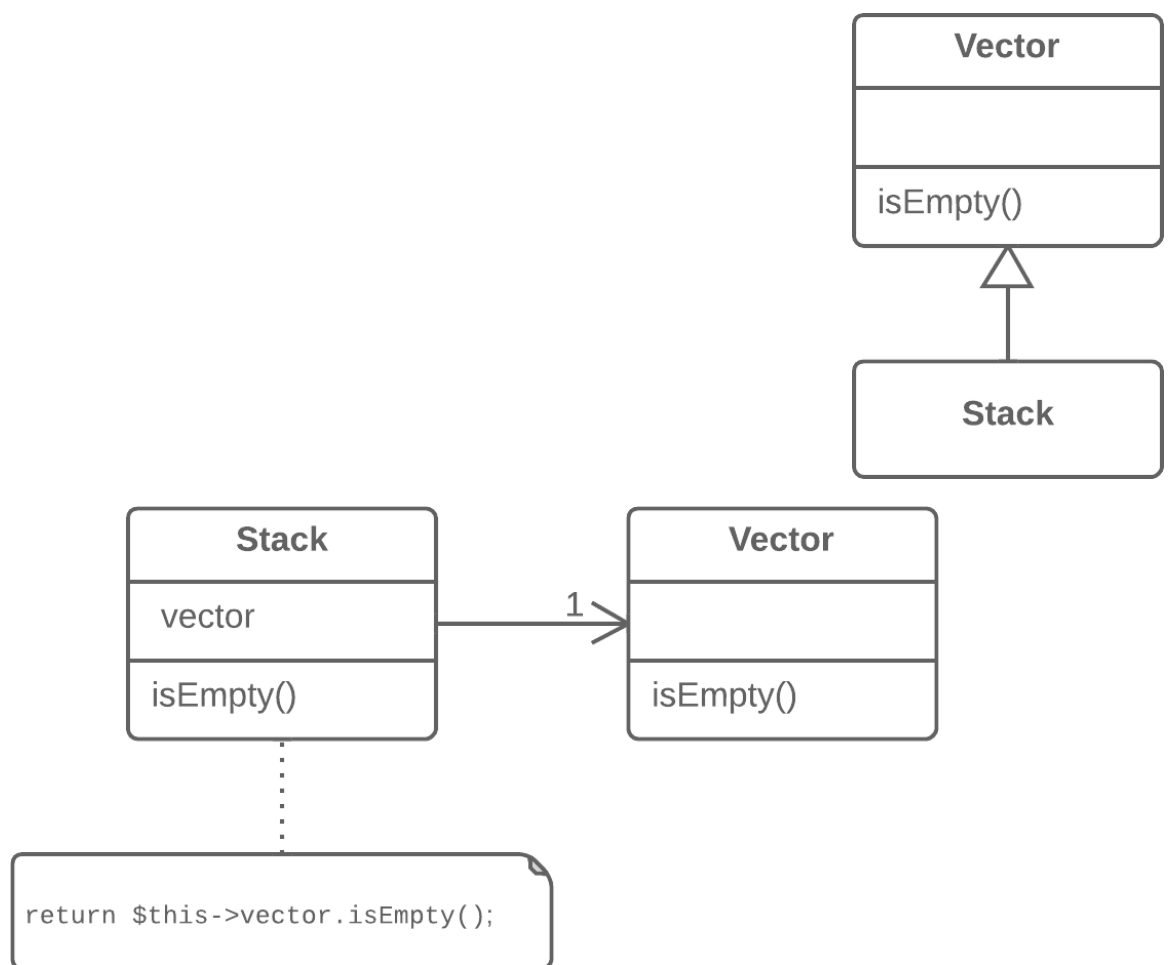 Vector
isEmpty()
Stack
Stack
vector
isEmpty()
1
Vector
isEmpty()
return $this->vector.isEmpty();